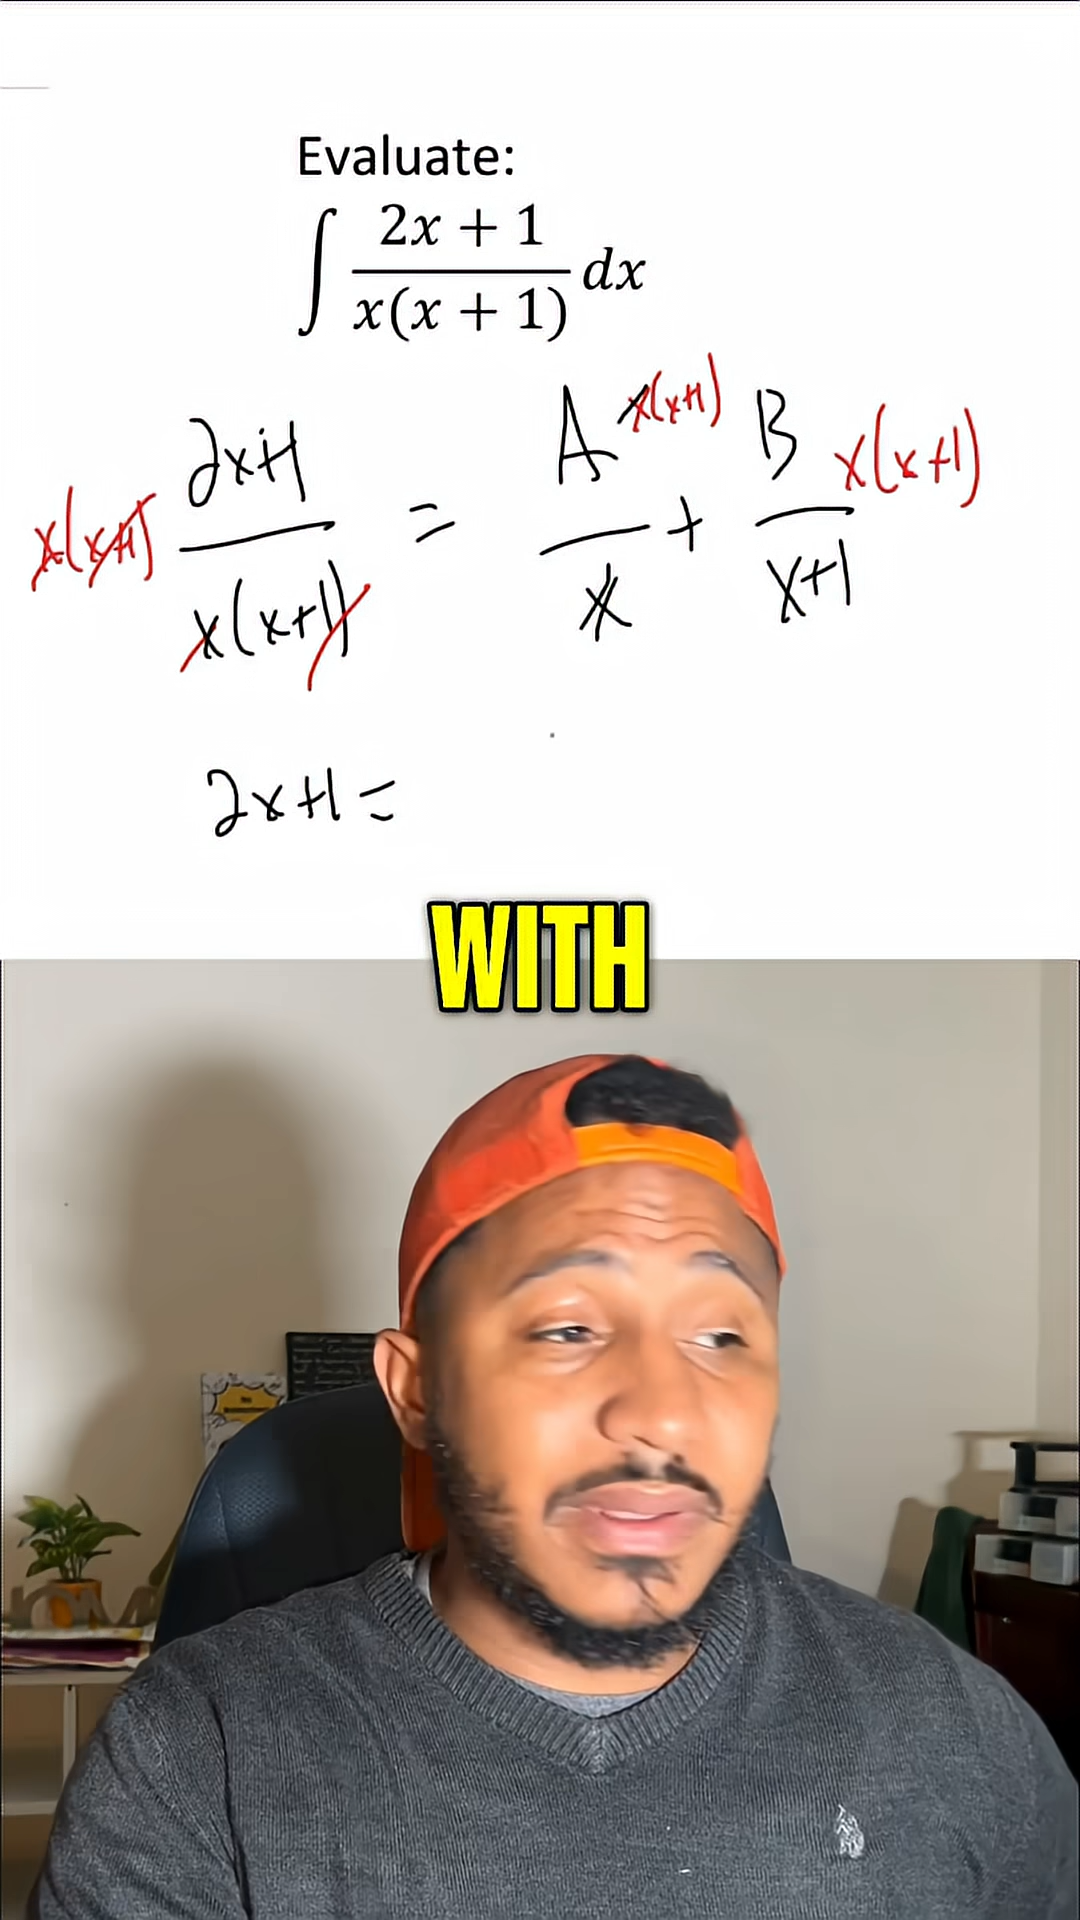 Evaluate:
∫ 2x + 1 / x(x + 1) dx
x(x+1) 2x+1 / x(x+1) = A x(x+1) / x + B x(x+1) / x+1
2x+1 =
WITH